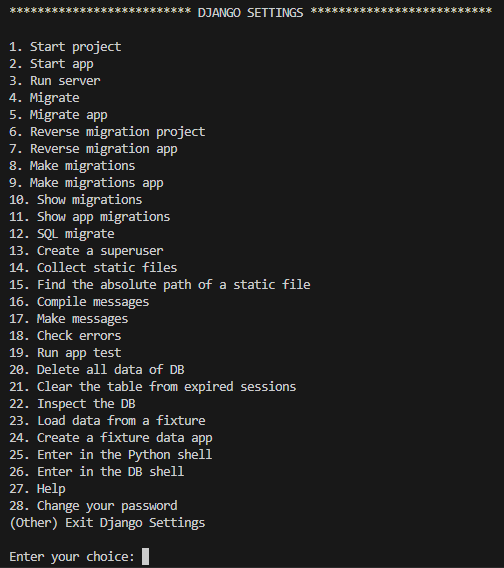 ************************** DJANGO SETTINGS **************************
1. Start project
2. Start app
3. Run server
4. Migrate
5. Migrate app
6. Reverse migration project
7. Reverse migration app
8. Make migrations
9. Make migrations app
10. Show migrations
11. Show app migrations
12. SQL migrate
13. Create a superuser
14. Collect static files
15. Find the absolute path of a static file
16. Compile messages
17. Make messages
18. Check errors
19. Run app test
20. Delete all data of DB
21. Clear the table from expired sessions
22. Inspect the DB
23. Load data from a fixture
24. Create a fixture data app
25. Enter in the Python shell
26. Enter in the DB shell
27. Help
28. Change your password
(Other) Exit Django Settings
Enter your choice: